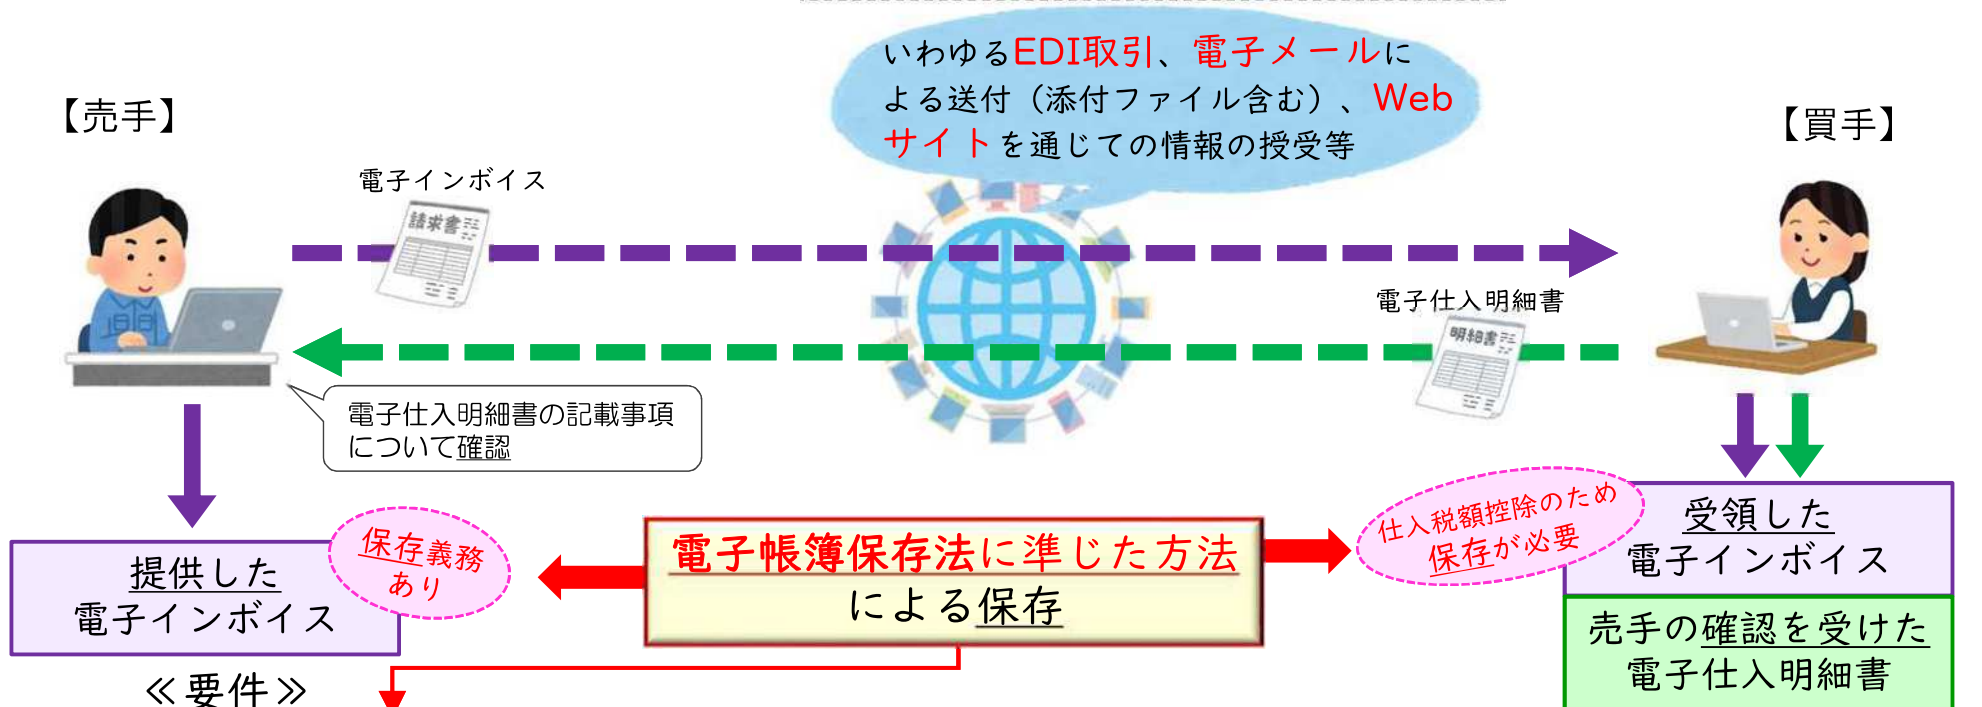 いわゆるEDI取引、電子メールに
よる送付（添付ファイル含む）、Web
サイトを通じての情報の授受等
【売手】
【買手】
電子インボイス
請求書
電子仕入明細書
明細書
電子仕入明細書の記載事項
について確認
仕入税額控除のため
保存が必要
受領した
電子インボイス
保存義務
あり
電子帳簿保存法に準じた方法
による保存
提供した
電子インボイス
売手の確認を受けた
電子仕入明細書
≪要件≫